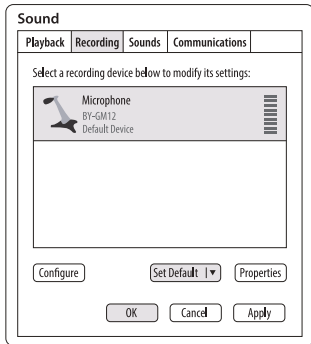 Sound
Playback Recording Sounds Communications
Select a recording device below to modify its settings:
Microphone
BY-GM12
Default Device
Configure Set Default Properties
OK Cancel Apply